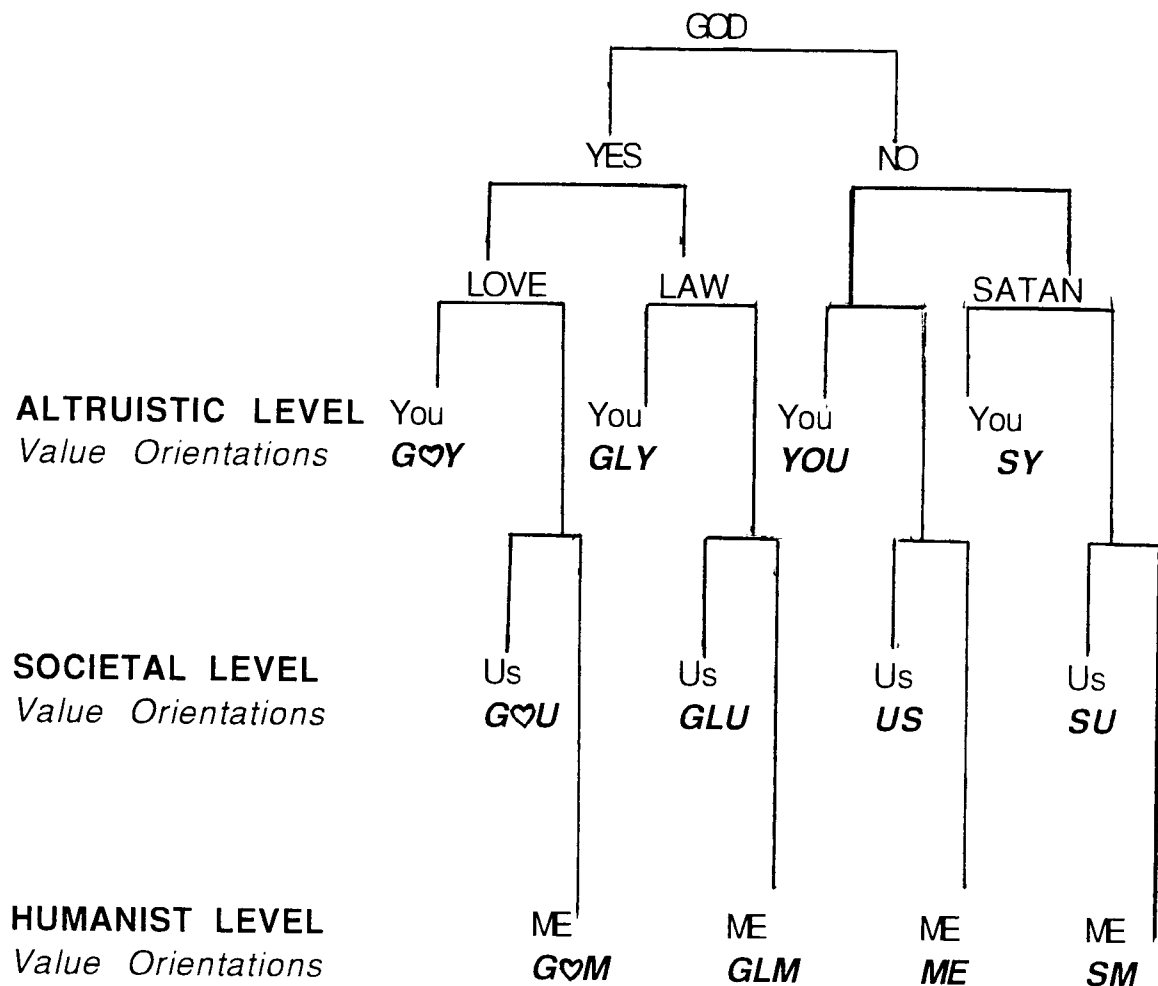 GOD
YES NO
LOVE LAW SATAN
ALTRUISTIC LEVEL You You You You
Value Orientations G♡Y GLY YOU SY
SOCIETAL LEVEL Us Us Us Us
Value Orientations G♡U GLU US SU
HUMANIST LEVEL ME ME ME ME
Value Orientations G♡M GLM ME SM